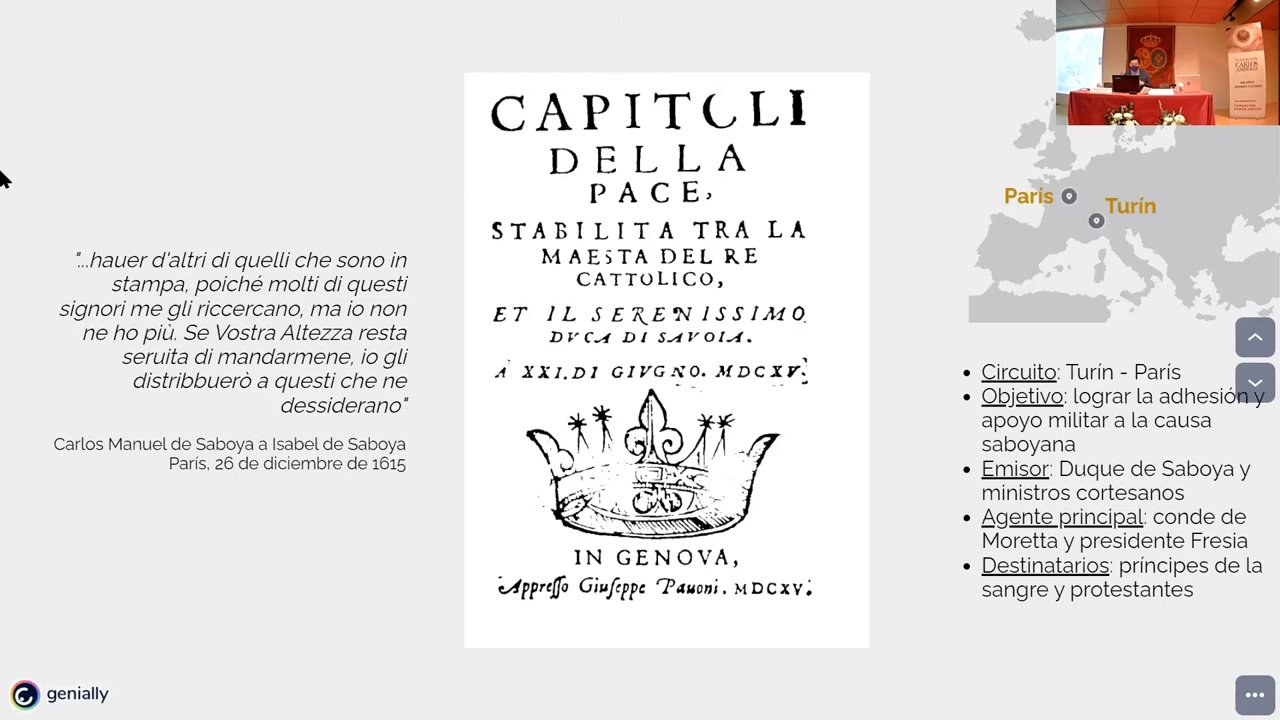 "...hauer d'altri di quelli che sono in
stampa, poiché molti di questi
signori me gli riccercano, ma io non
ne ho più. Se Vostra Altezza resta
seruita di mandarmene, io gli
distribbuerò a questi che ne
dessiderano"
Carlos Manuel de Saboya a Isabel de Saboya
París, 26 de diciembre de 1615
CAPITOLI
DELLA
PACE,
STABILITA TRA LA
MAESTA DEL RE
CATTOLICO,
ET IL SERENISSIMO
DVCA DI SAVOIA.
A XXI. DI GIVGNO. MDCXV.
IN GENOVA,
Appresso Giuseppe Pauoni. MDCXV.
FUNDACIÓN
CARLOS
AMBERES
París
Turín
Circuito: Turín - París
Objetivo: lograr la adhesión y
apoyo militar a la causa
saboyana
Emisor: Duque de Saboya y
ministros cortesanos
Agente principal: conde de
Moretta y presidente Fresia
Destinatarios: príncipes de la
sangre y protestantes
genially